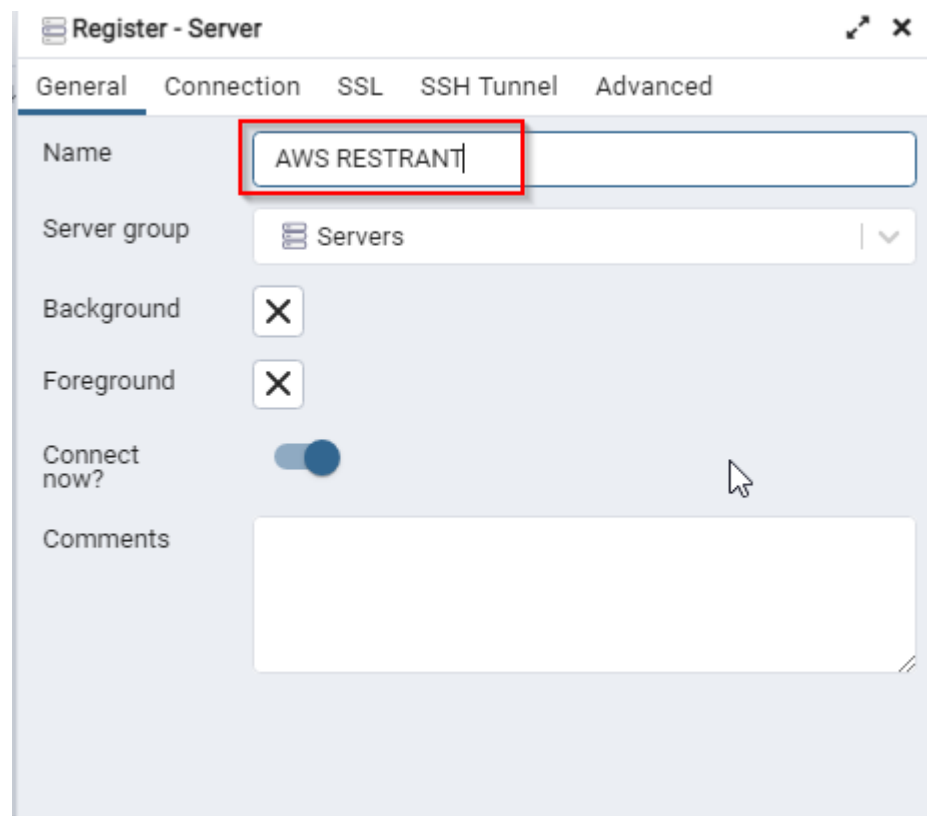 Register - Server
General Connection SSL SSH Tunnel Advanced
Name AWS RESTRANT
Server group Servers
Background
Foreground
Connect
now?
Comments